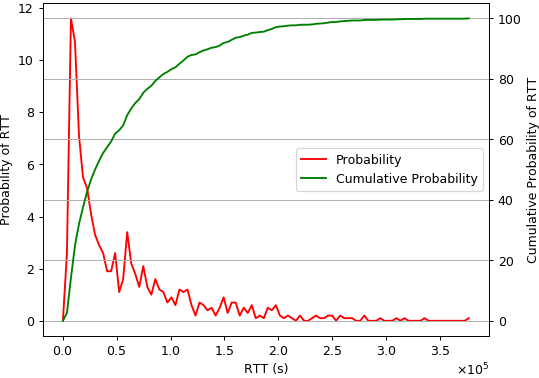 12
10
8
6
4
2
0
Probability of RTT
100
80
60
40
20
0
Cumulative Probability of RTT
Probability
Cumulative Probability
0.0 0.5 1.0 1.5 2.0 2.5 3.0 3.5
RTT (s)
×10⁵